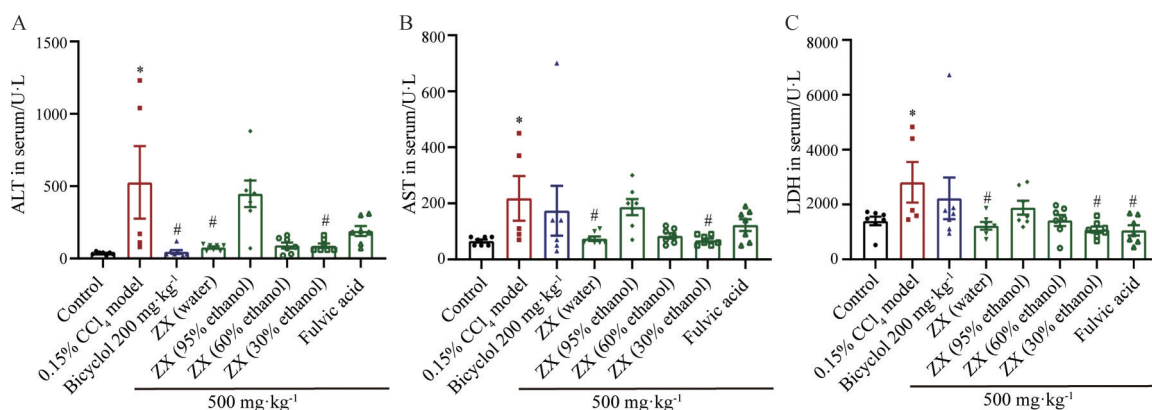 A
ALT in serum/U·L
1500
1000
500
0
*
#
#
#
Control
0.15% CCl₄ model
Bicyclol 200 mg·kg⁻¹
ZX (water)
ZX (95% ethanol)
ZX (60% ethanol)
ZX (30% ethanol)
Fulvic acid
500 mg·kg⁻¹
B
AST in serum/U·L
800
600
400
200
0
*
#
#
Control
0.15% CCl₄ model
Bicyclol 200 mg·kg⁻¹
ZX (water)
ZX (95% ethanol)
ZX (60% ethanol)
ZX (30% ethanol)
Fulvic acid
500 mg·kg⁻¹
C
LDH in serum/U·L
8000
6000
4000
2000
0
*
#
#
#
Control
0.15% CCl₄ model
Bicyclol 200 mg·kg⁻¹
ZX (water)
ZX (95% ethanol)
ZX (60% ethanol)
ZX (30% ethanol)
Fulvic acid
500 mg·kg⁻¹